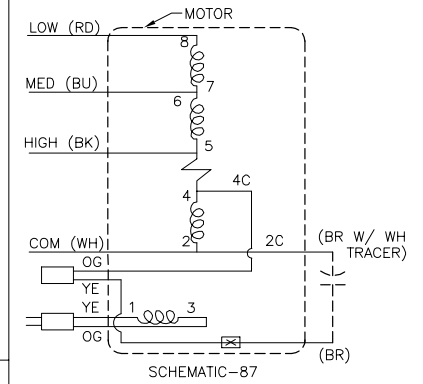 MOTOR
LOW (RD)
8
MED (BU)
7
6
HIGH (BK)
5
4C
4
COM (WH)
2
2C
(BR W/ WH
TRACER)
OG
YE
YE
1
3
OG
(BR)
SCHEMATIC-87